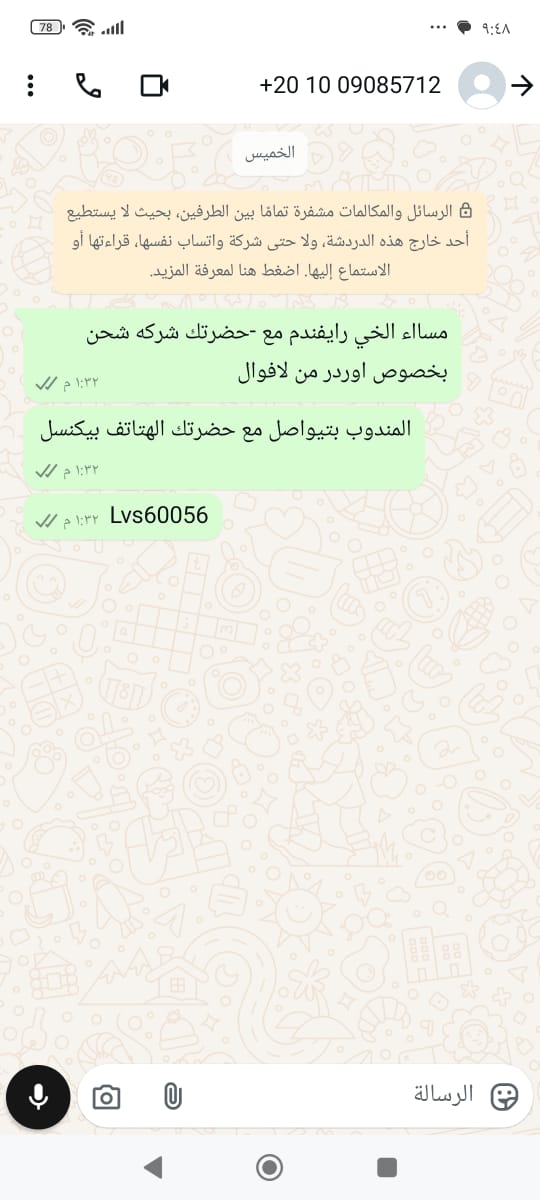 78
٩:٤٨
+20 10 09085712
الخميس
الرسائل والمكالمات مشفرة تمامًا بين الطرفين، بحيث لا يستطيع
أحد خارج هذه الدردشة، ولا حتى شركة واتساب نفسها، قراءتها أو
الاستماع إليها. اضغط هنا لمعرفة المزيد.
مسااء الخي رايفندم مع -حضرتك شركه شحن
بخصوص اوردر من لافوال
١:٣٢ م
المندوب بتيواصل مع حضرتك الهتاتف بيكنسل
١:٣٢ م
Lvs60056
١:٣٢ م
الرسالة